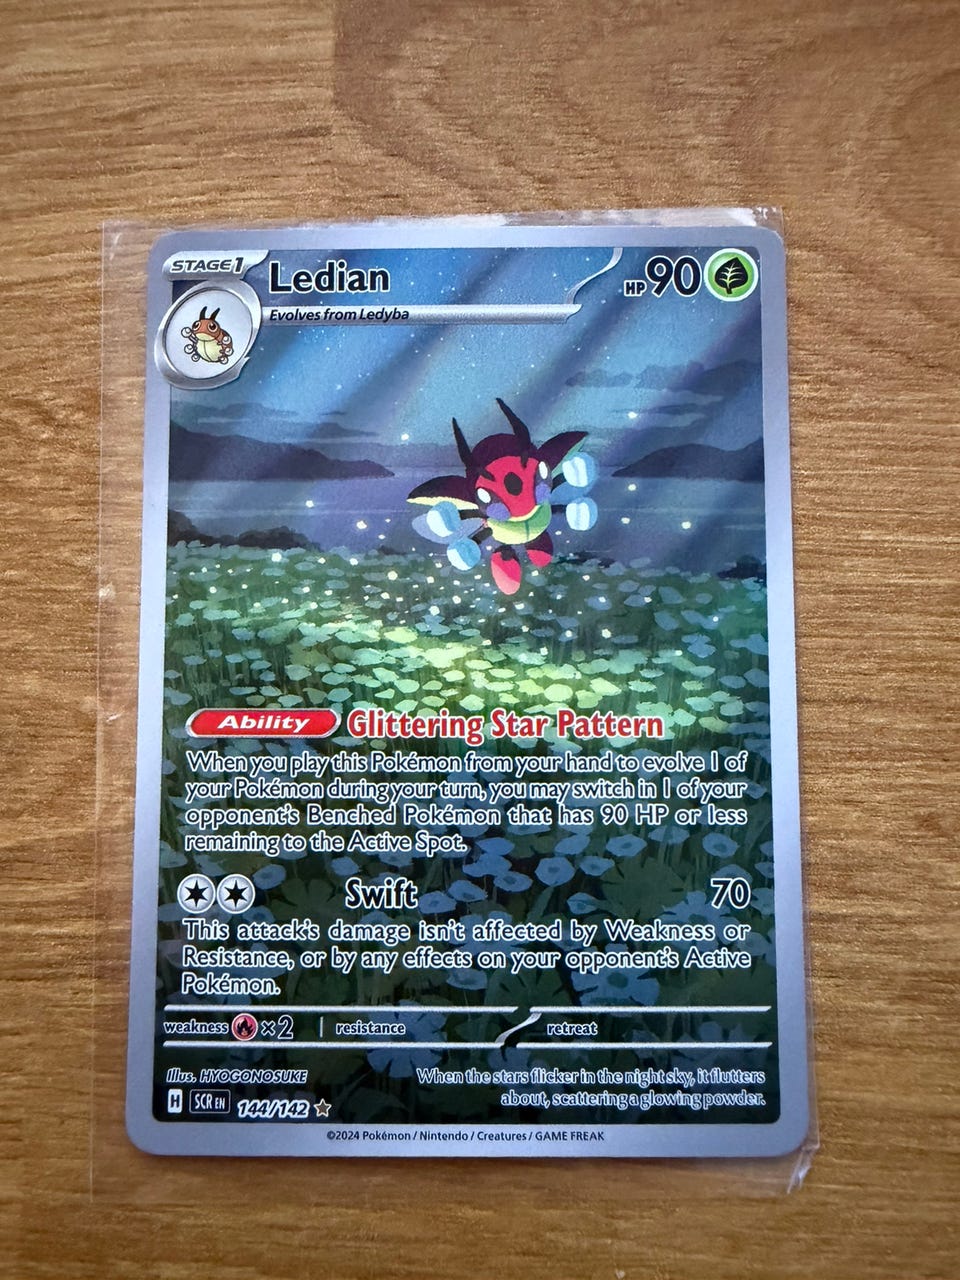 STAGE1 Ledian HP 90
Evolves from Ledyba
Ability Glittering Star Pattern
When you play this Pokémon from your hand to evolve 1 of
your Pokémon during your turn, you may switch in 1 of your
opponent's Benched Pokémon that has 90 HP or less
remaining to the Active Spot.
Swift 70
This attack's damage isn't affected by Weakness or
Resistance, or by any effects on your opponent's Active
Pokémon.
weakness ×2 resistance retreat
Illus. HYOGONOSUKE
When the stars flicker in the night sky, it flutters
about, scattering a glowing powder.
H SCR EN 144/142
©2024 Pokémon / Nintendo / Creatures / GAME FREAK